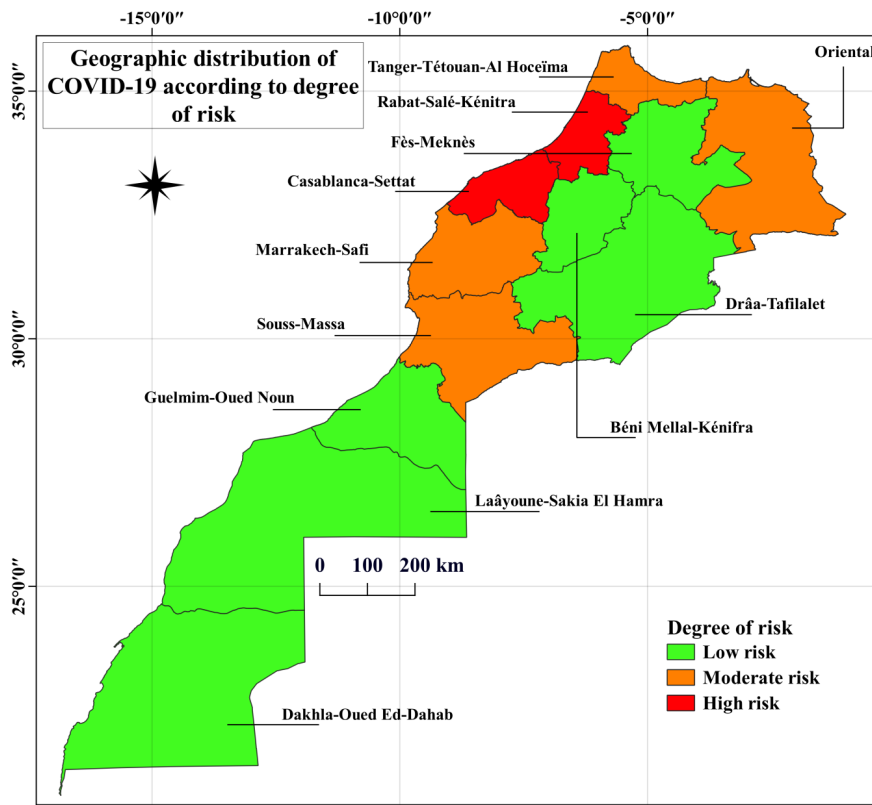 -15°0′0″
-10°0′0″
-5°0′0″
Geographic distribution of
COVID-19 according to degree
of risk
Oriental
Tanger-Tétouan-Al Hoceïma
35°0′0″
Rabat-Salé-Kénitra
Fès-Meknès
Casablanca-Settat
Marrakech-Safi
Drâa-Tafilalet
Souss-Massa
30°0′0″
Guelmim-Oued Noun
Béni Mellal-Kénifra
Laâyoune-Sakia El Hamra
0 100 200 km
25°0′0″
Degree of risk
Low risk
Moderate risk
High risk
Dakhla-Oued Ed-Dahab